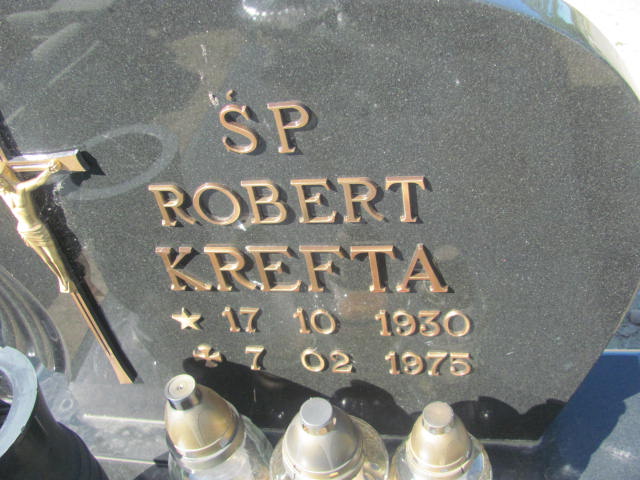 ŚP
ROBERT
KREFTA
★ 17 10 1930
✠ 7 02 1975